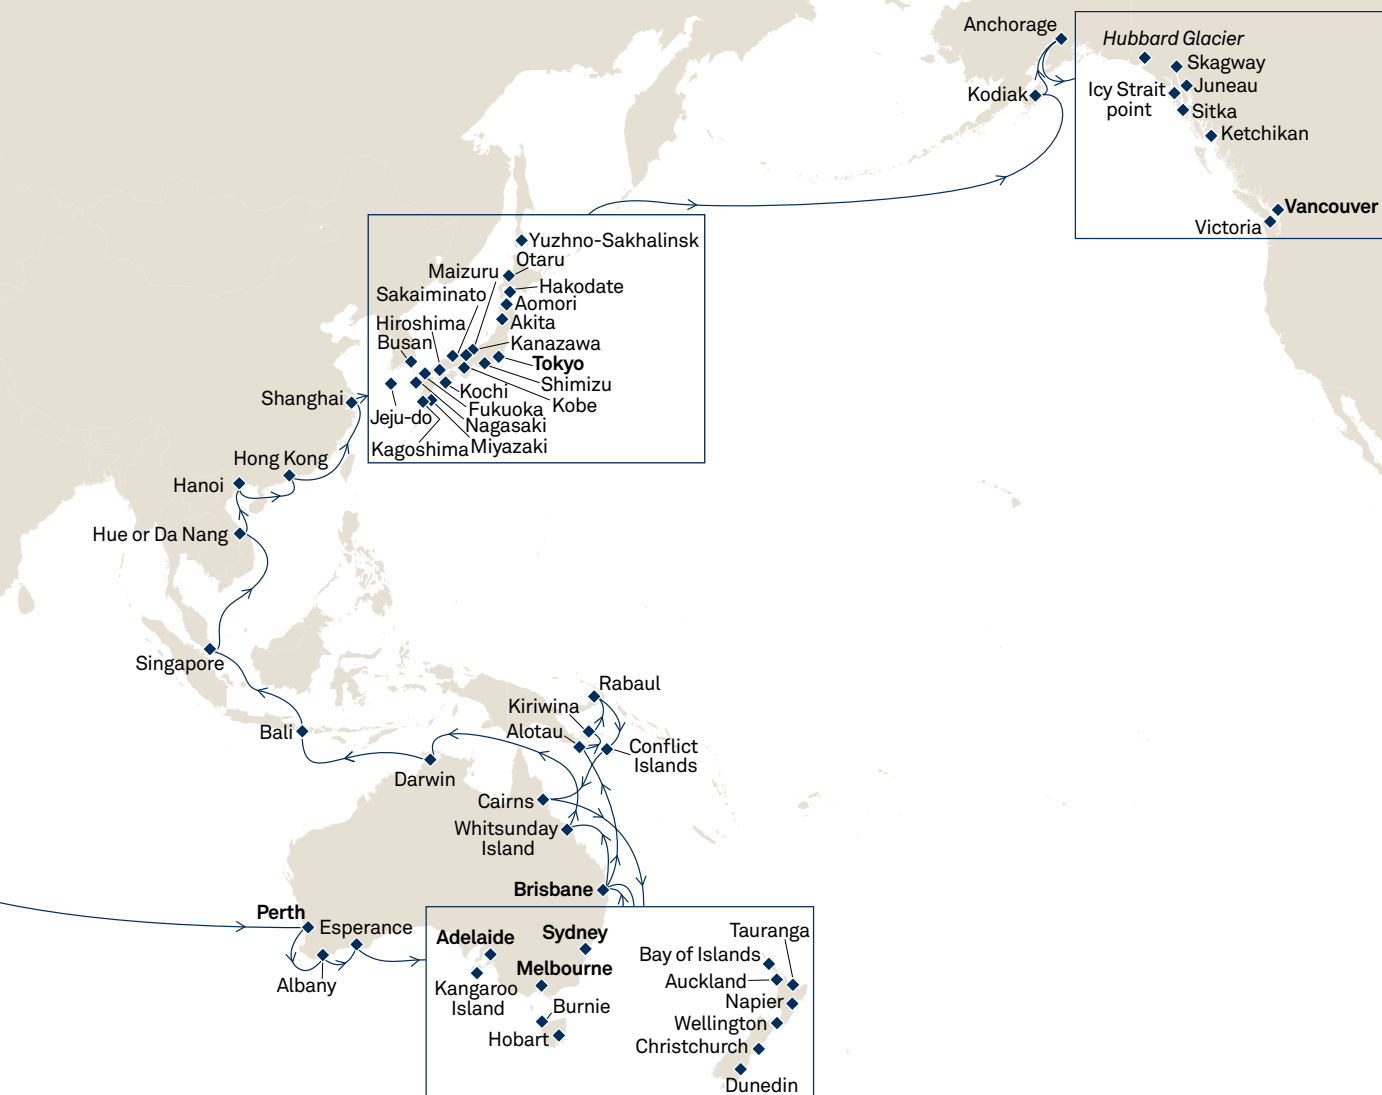 Anchorage
Hubbard Glacier
Skagway
Kodiak
Icy Strait
point
Juneau
Sitka
Ketchikan
Vancouver
Victoria
Yuzhno-Sakhalinsk
Otaru
Maizuru
Hakodate
Sakaiminato
Aomori
Hiroshima
Akita
Busan
Kanazawa
Tokyo
Shimizu
Kochi
Kobe
Shanghai
Jeju-do
Fukuoka
Nagasaki
Kagoshima
Miyazaki
Hong Kong
Hanoi
Hue or Da Nang
Singapore
Rabaul
Kiriwina
Bali
Alotau
Conflict
Islands
Darwin
Cairns
Whitsunday
Island
Brisbane
Perth
Esperance
Albany
Adelaide
Sydney
Melbourne
Kangaroo
Island
Burnie
Hobart
Tauranga
Bay of Islands
Auckland
Napier
Wellington
Christchurch
Dunedin